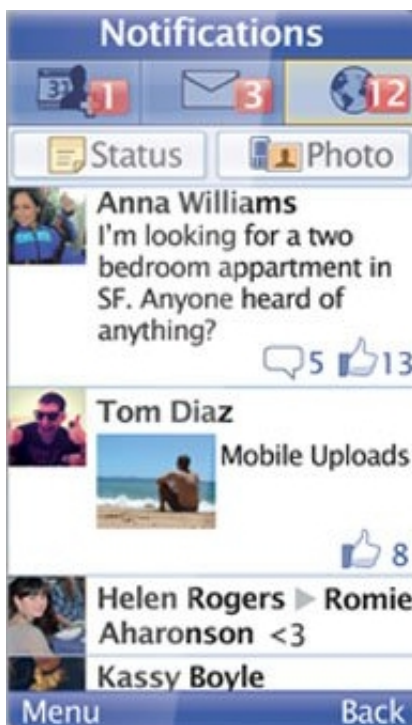 Notifications
31 1 3 12
Status Photo
Anna Williams
I'm looking for a two
bedroom appartment in
SF. Anyone heard of
anything?
5 13
Tom Diaz
Mobile Uploads
8
Helen Rogers ▶ Romie
Aharonson <3
Kassy Boyle
Menu Back